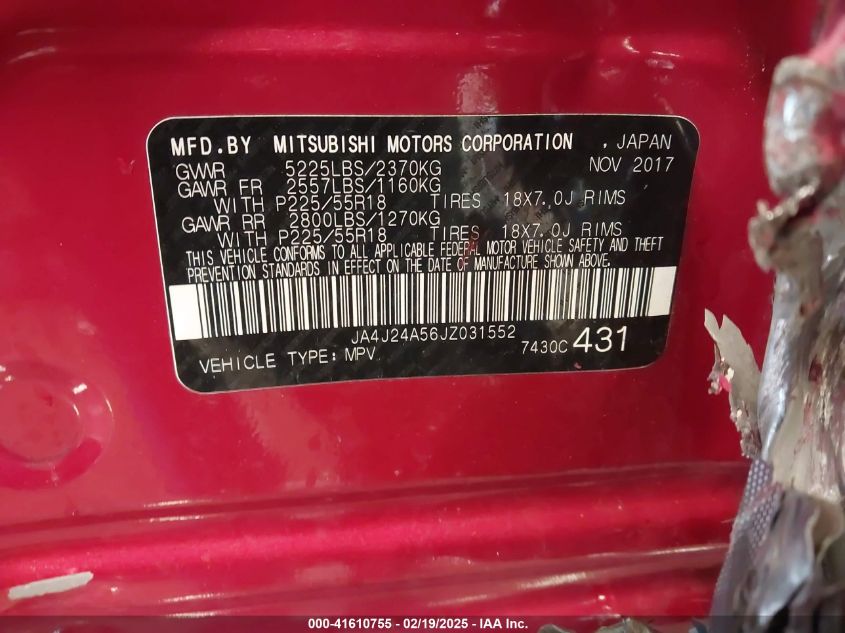 MFD.BY MITSUBISHI MOTORS CORPORATION , JAPAN
GVWR 5225LBS/2370KG NOV 2017
GAWR FR 2557LBS/1160KG
WITH P225/55R18 TIRES 18X7.0J RIMS
GAWR RR 2800LBS/1270KG
WITH P225/55R18 TIRES 18X7.0J RIMS
THIS VEHICLE CONFORMS TO ALL APPLICABLE FEDERAL MOTOR VEHICLE SAFETY AND THEFT
PREVENTION STANDARDS IN EFFECT ON THE DATE OF MANUFACTURE SHOWN ABOVE.
JA4J24A56JZ031552
VEHICLE TYPE: MPV 7430C 431
000-41610755 - 02/19/2025 - IAA Inc.